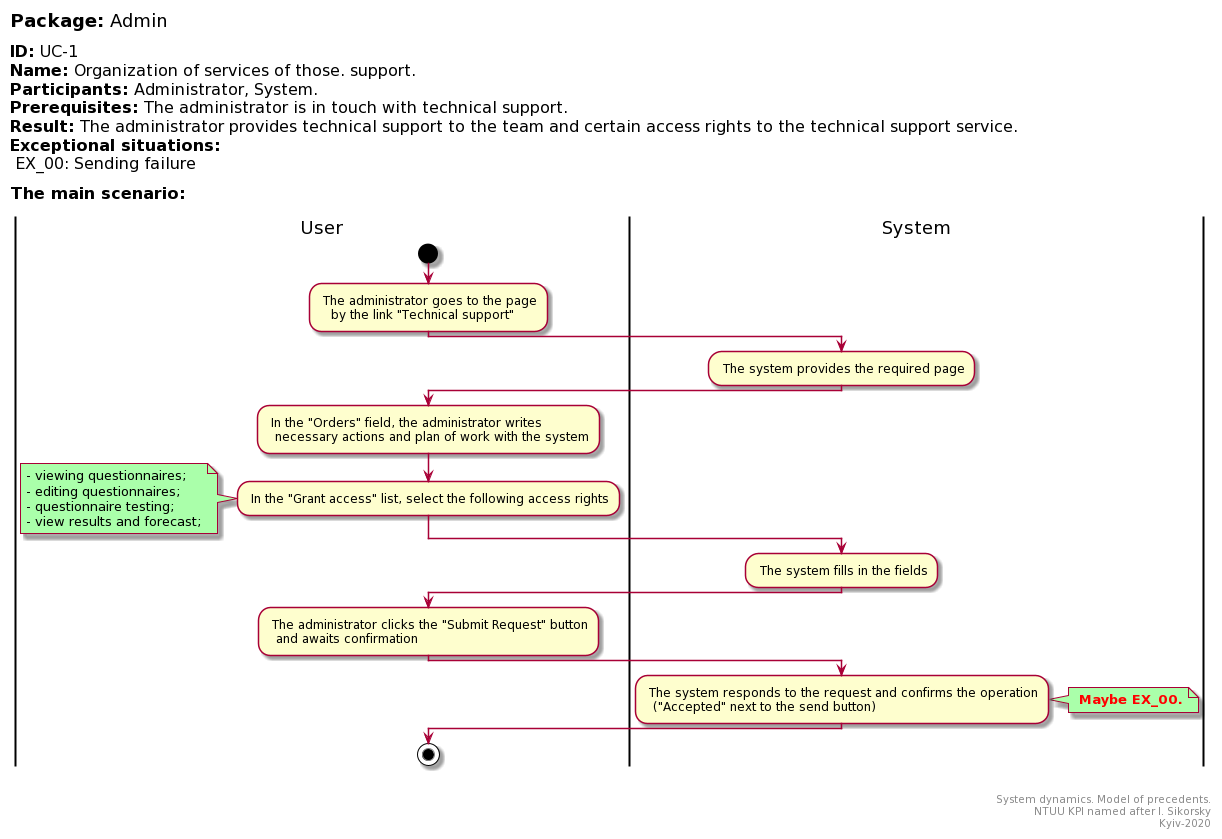 Package: Admin
ID: UC-1
Name: Organization of services of those. support.
Participants: Administrator, System.
Prerequisites: The administrator is in touch with technical support.
Result: The administrator provides technical support to the team and certain access rights to the technical support service.
Exceptional situations:
EX_00: Sending failure
The main scenario:
User
System
The administrator goes to the page
by the link "Technical support"
The system provides the required page
In the "Orders" field, the administrator writes
necessary actions and plan of work with the system
- viewing questionnaires;
- editing questionnaires;
- questionnaire testing;
- view results and forecast;
In the "Grant access" list, select the following access rights
The system fills in the fields
The administrator clicks the "Submit Request" button
and awaits confirmation
The system responds to the request and confirms the operation
("Accepted" next to the send button)
Maybe EX_00.
System dynamics. Model of precedents.
NTUU KPI named after I. Sikorsky
Kyiv-2020